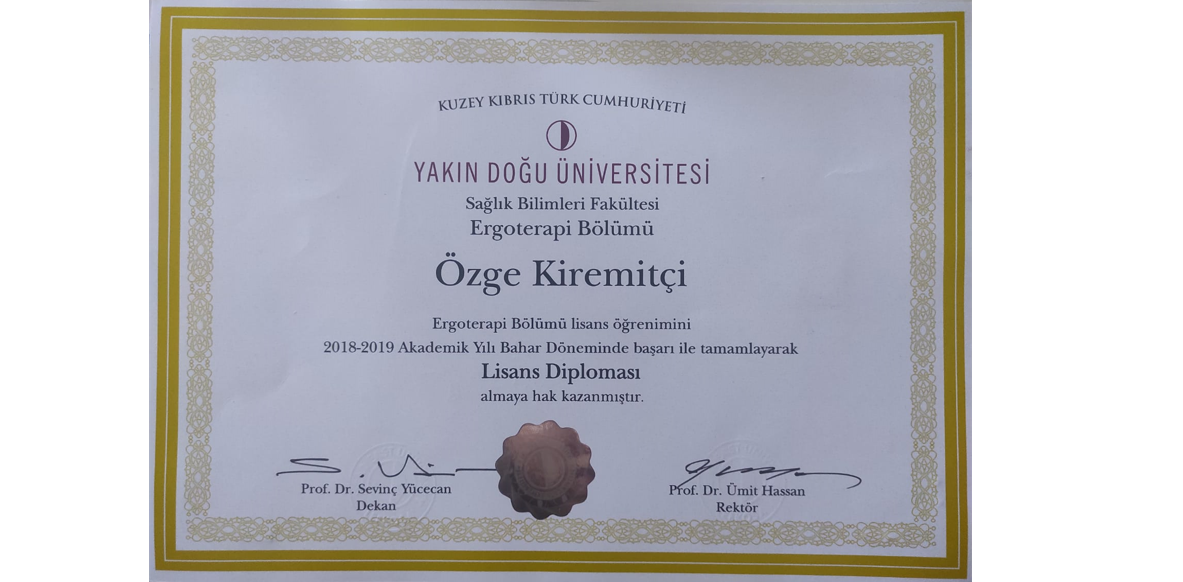 KUZEY KIBRIS TÜRK CUMHURİYETİ
YAKIN DOĞU ÜNİVERSİTESİ
Sağlık Bilimleri Fakültesi
Ergoterapi Bölümü
Özge Kiremitçi
Ergoterapi Bölümü lisans öğrenimini
2018-2019 Akademik Yılı Bahar Döneminde başarı ile tamamlayarak
Lisans Diploması
almaya hak kazanmıştır.
Prof. Dr. Sevinç Yücecan
Dekan
Prof. Dr. Ümit Hassan
Rektör